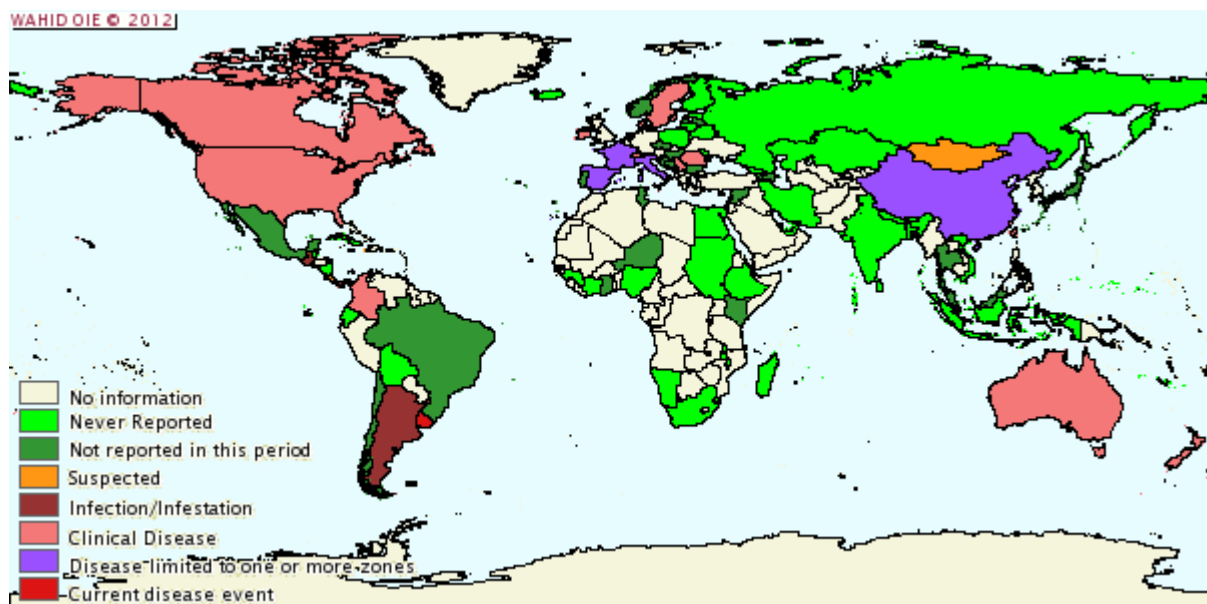 WAHID OIE © 2012
No information
Never Reported
Not reported in this period
Suspected
Infection/Infestation
Clinical Disease
Disease limited to one or more zones
Current disease event